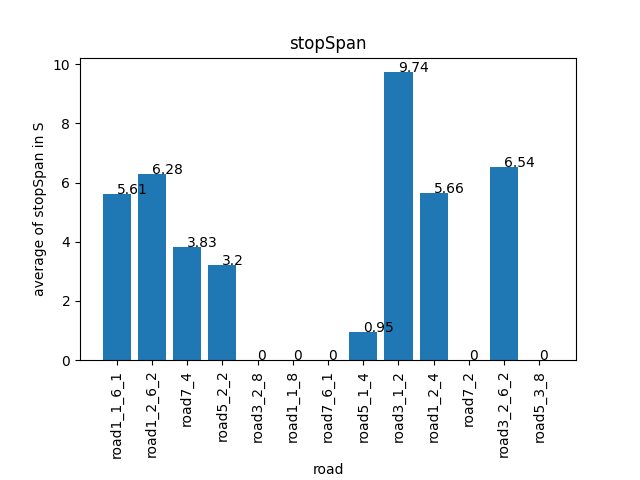 stopSpan
average of stopSpan in S
10
8
6
4
2
0
5.61
6.28
3.83
3.2
0
0
0
0.95
9.74
5.66
0
6.54
0
road1_1_6_1
road1_2_6_2
road7_4
road5_2_2
road3_2_8
road1_1_8
road7_6_1
road5_1_4
road3_1_2
road1_2_4
road7_2
road3_2_6_2
road5_3_8
road